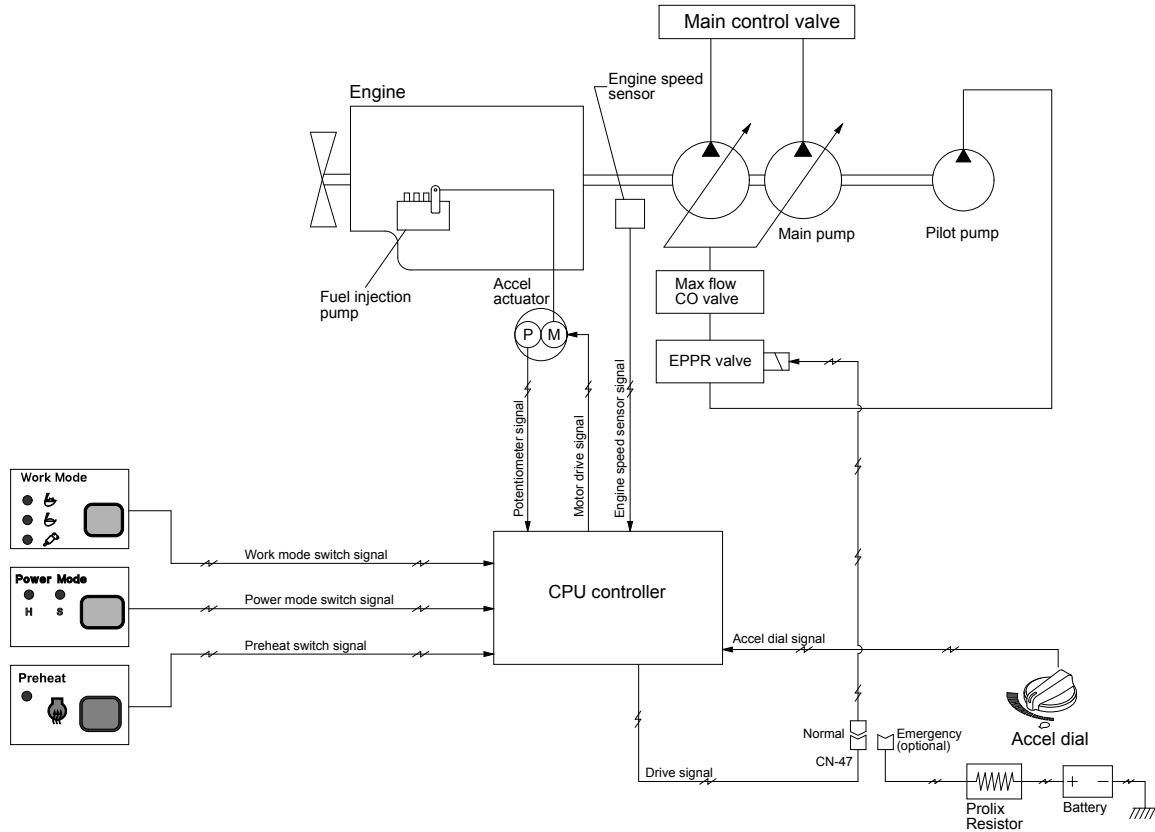 Main control valve
Engine speed
sensor
Engine
Main pump
Pilot pump
Fuel injection
pump
Accel
actuator
Max flow
CO valve
P
M
EPPR valve
Potentiometer signal
Motor drive signal
Engine speed sensor signal
Work Mode
Work mode switch signal
CPU controller
Power Mode
H
S
Power mode switch signal
Preheat switch signal
Accel dial signal
Preheat
Normal
Emergency
(optional)
Accel dial
CN-47
Drive signal
+
-
Prolix
Resistor
Battery